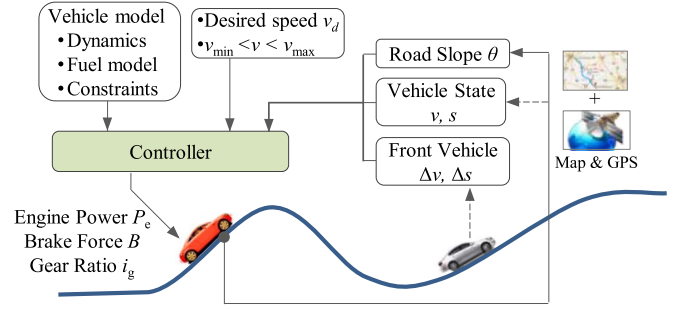 Vehicle model
•Dynamics
•Fuel model
•Constraints
•Desired speed v_d
•v_min <v < v_max
Road Slope θ
Vehicle State
v, s
Front Vehicle
Δv, Δs
+
Map & GPS
Controller
Engine Power P_e
Brake Force B
Gear Ratio i_g